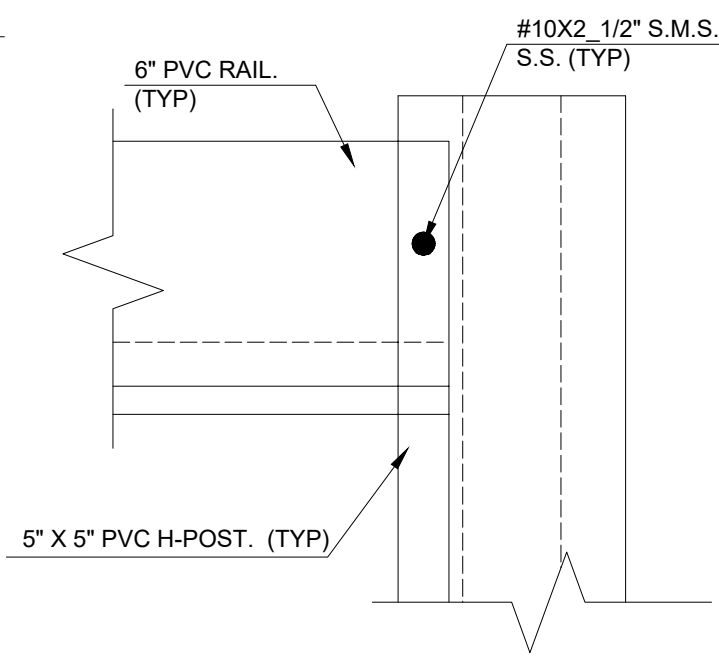 #10X2_1/2" S.M.S.
S.S. (TYP)
6" PVC RAIL.
(TYP)
5" X 5" PVC H-POST. (TYP)